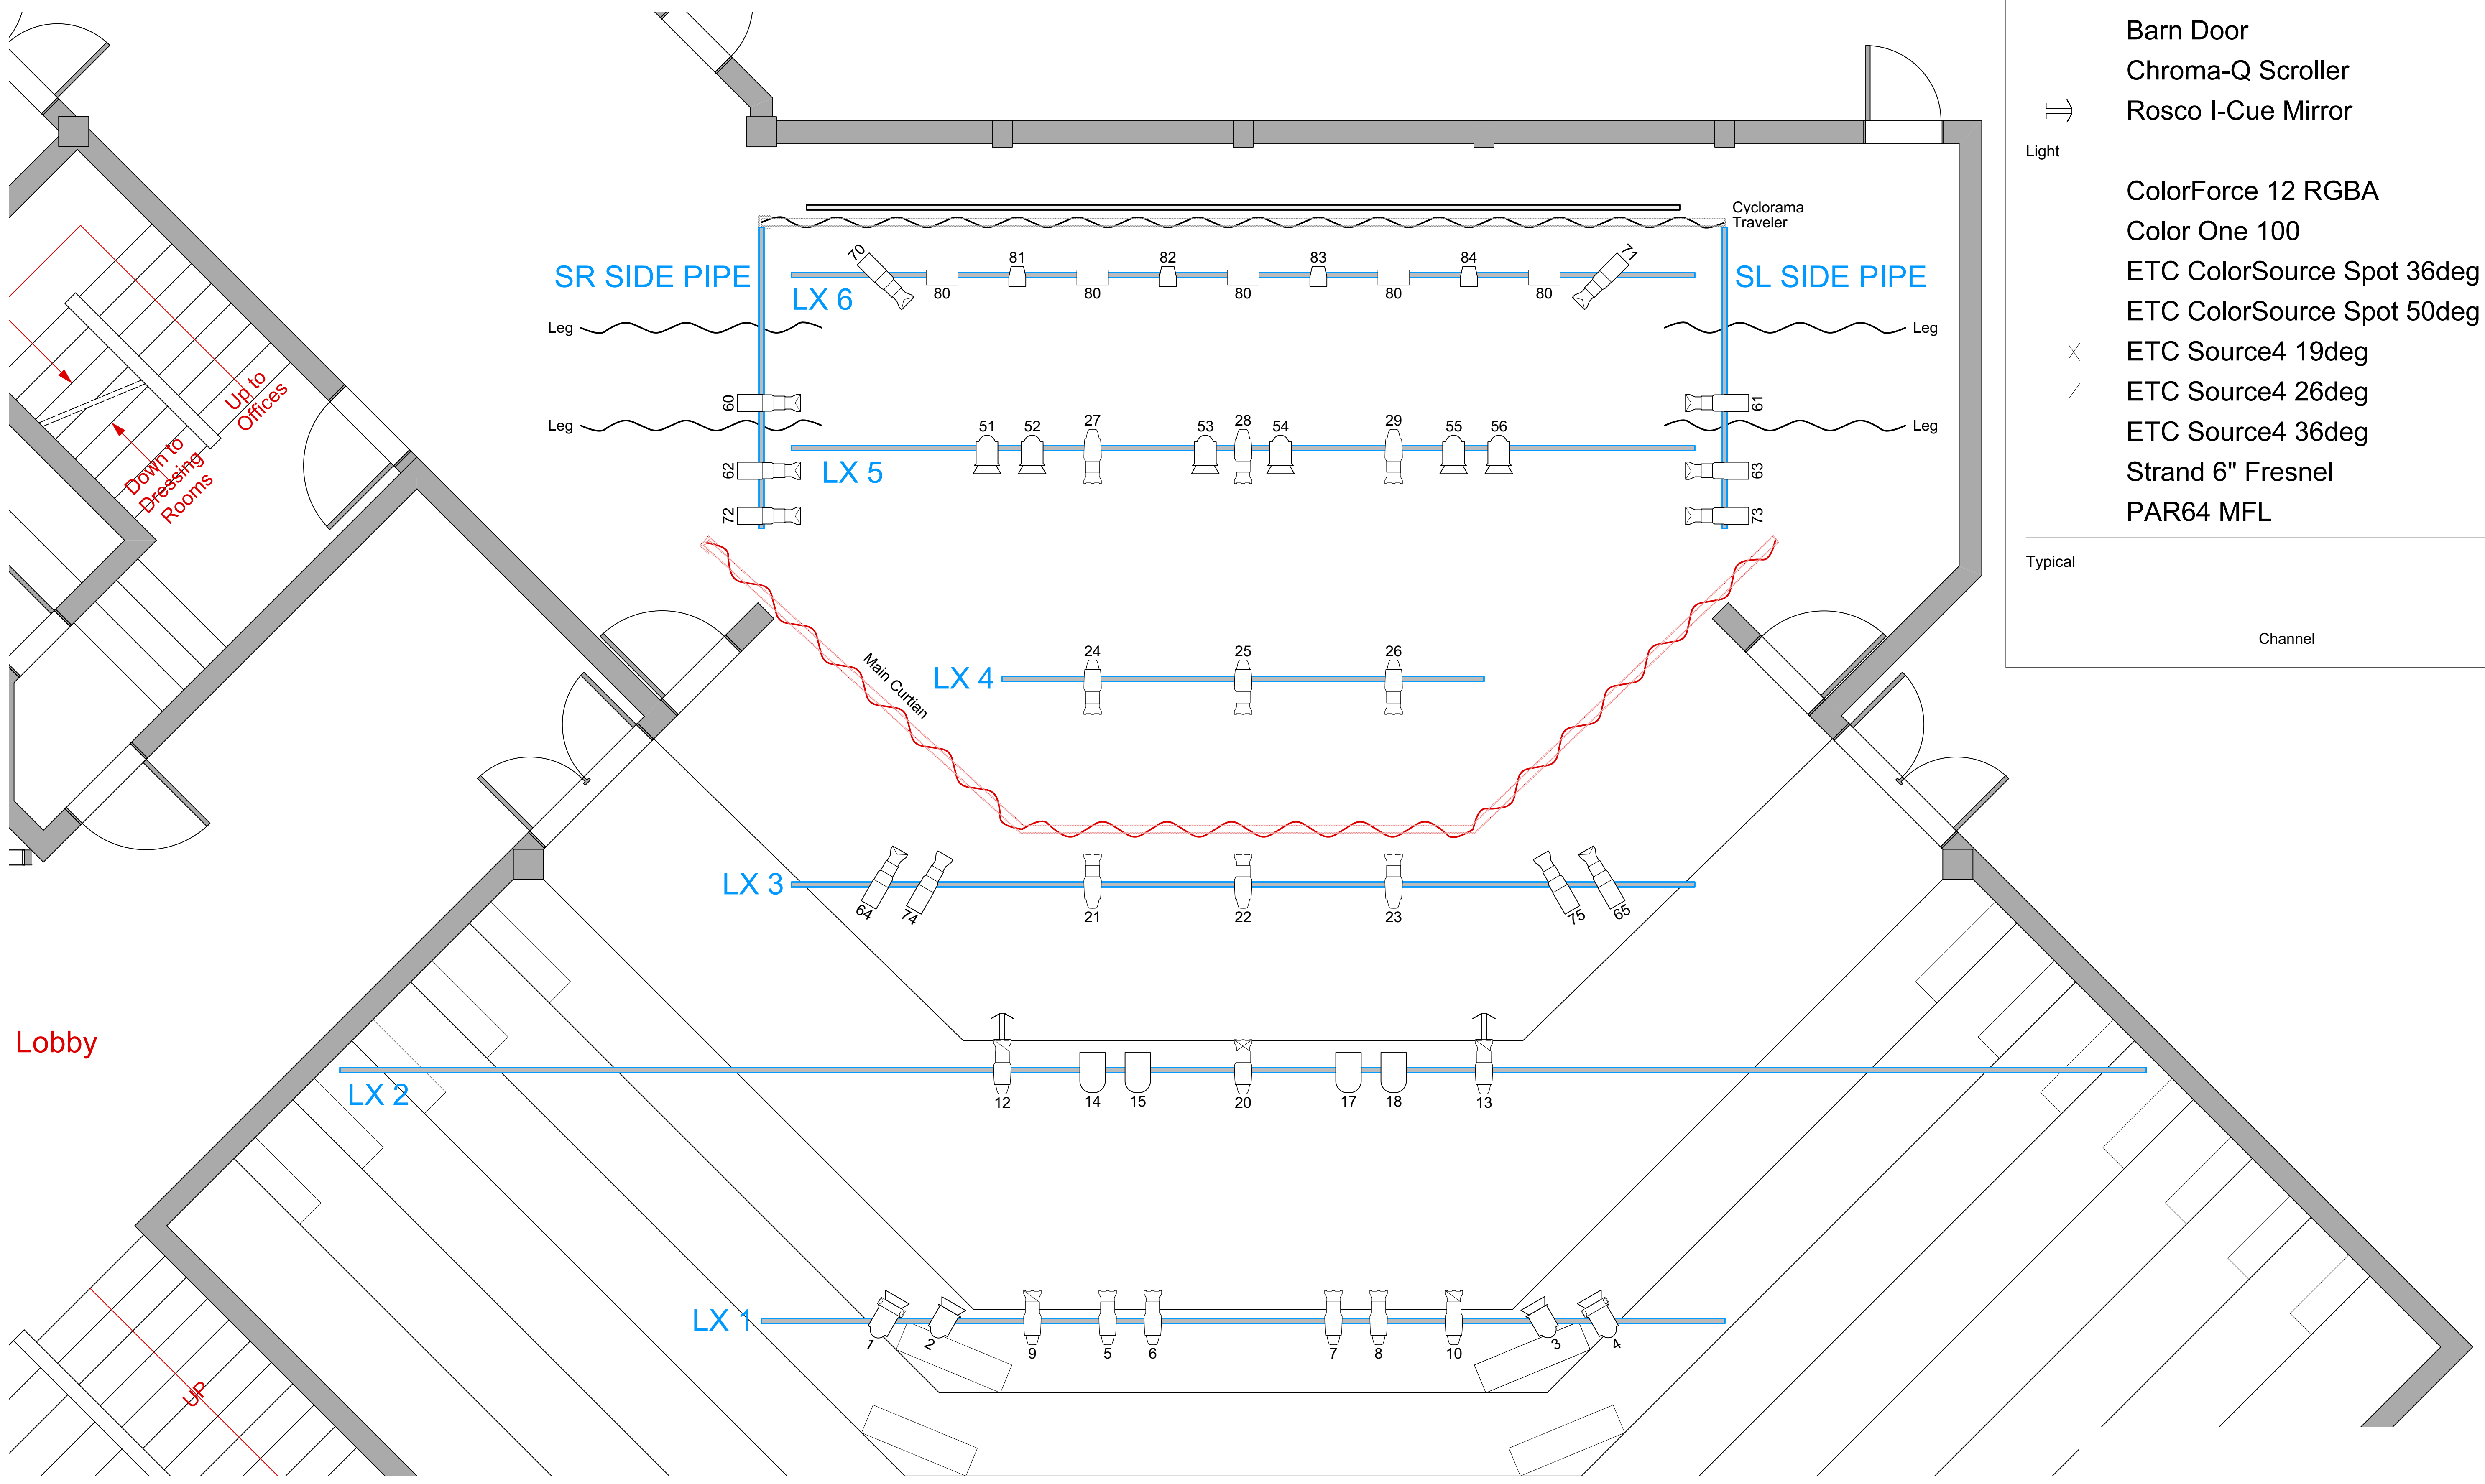 Barn Door
Chroma-Q Scroller
Rosco I-Cue Mirror
Light
ColorForce 12 RGBA
Color One 100
ETC ColorSource Spot 36deg
ETC ColorSource Spot 50deg
ETC Source4 19deg
ETC Source4 26deg
ETC Source4 36deg
Strand 6" Fresnel
PAR64 MFL
Typical
Channel
Cyclorama
Traveler
SR SIDE PIPE
SL SIDE PIPE
70
81
82
83
84
71
80
80
80
80
80
LX 6
Leg
Leg
Up to
Offices
60
61
Leg
Leg
51
52
27
53
28
54
29
55
56
Down to
Dressing
Rooms
62
63
LX 5
72
73
Main Curtian
24
25
26
LX 4
LX 3
64
74
21
22
23
75
65
Lobby
LX 2
12
14
15
20
17
18
13
LX 1
1
2
9
5
6
7
8
10
3
4
UP